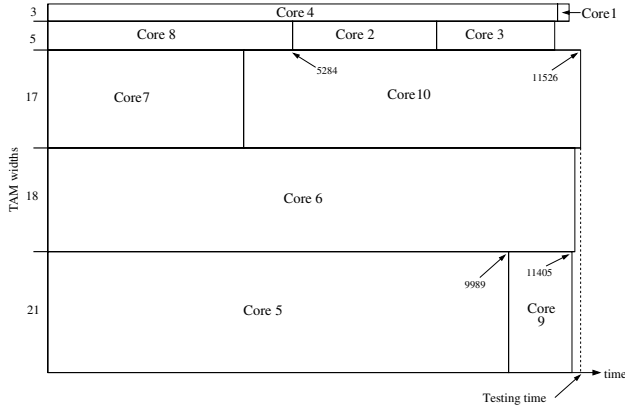 3
Core 4
Core1
5
Core 8
Core 2
Core 3
5284
11526
17
Core7
Core10
TAM widths
18
Core 6
9989
11405
21
Core 5
Core
9
time
Testing time